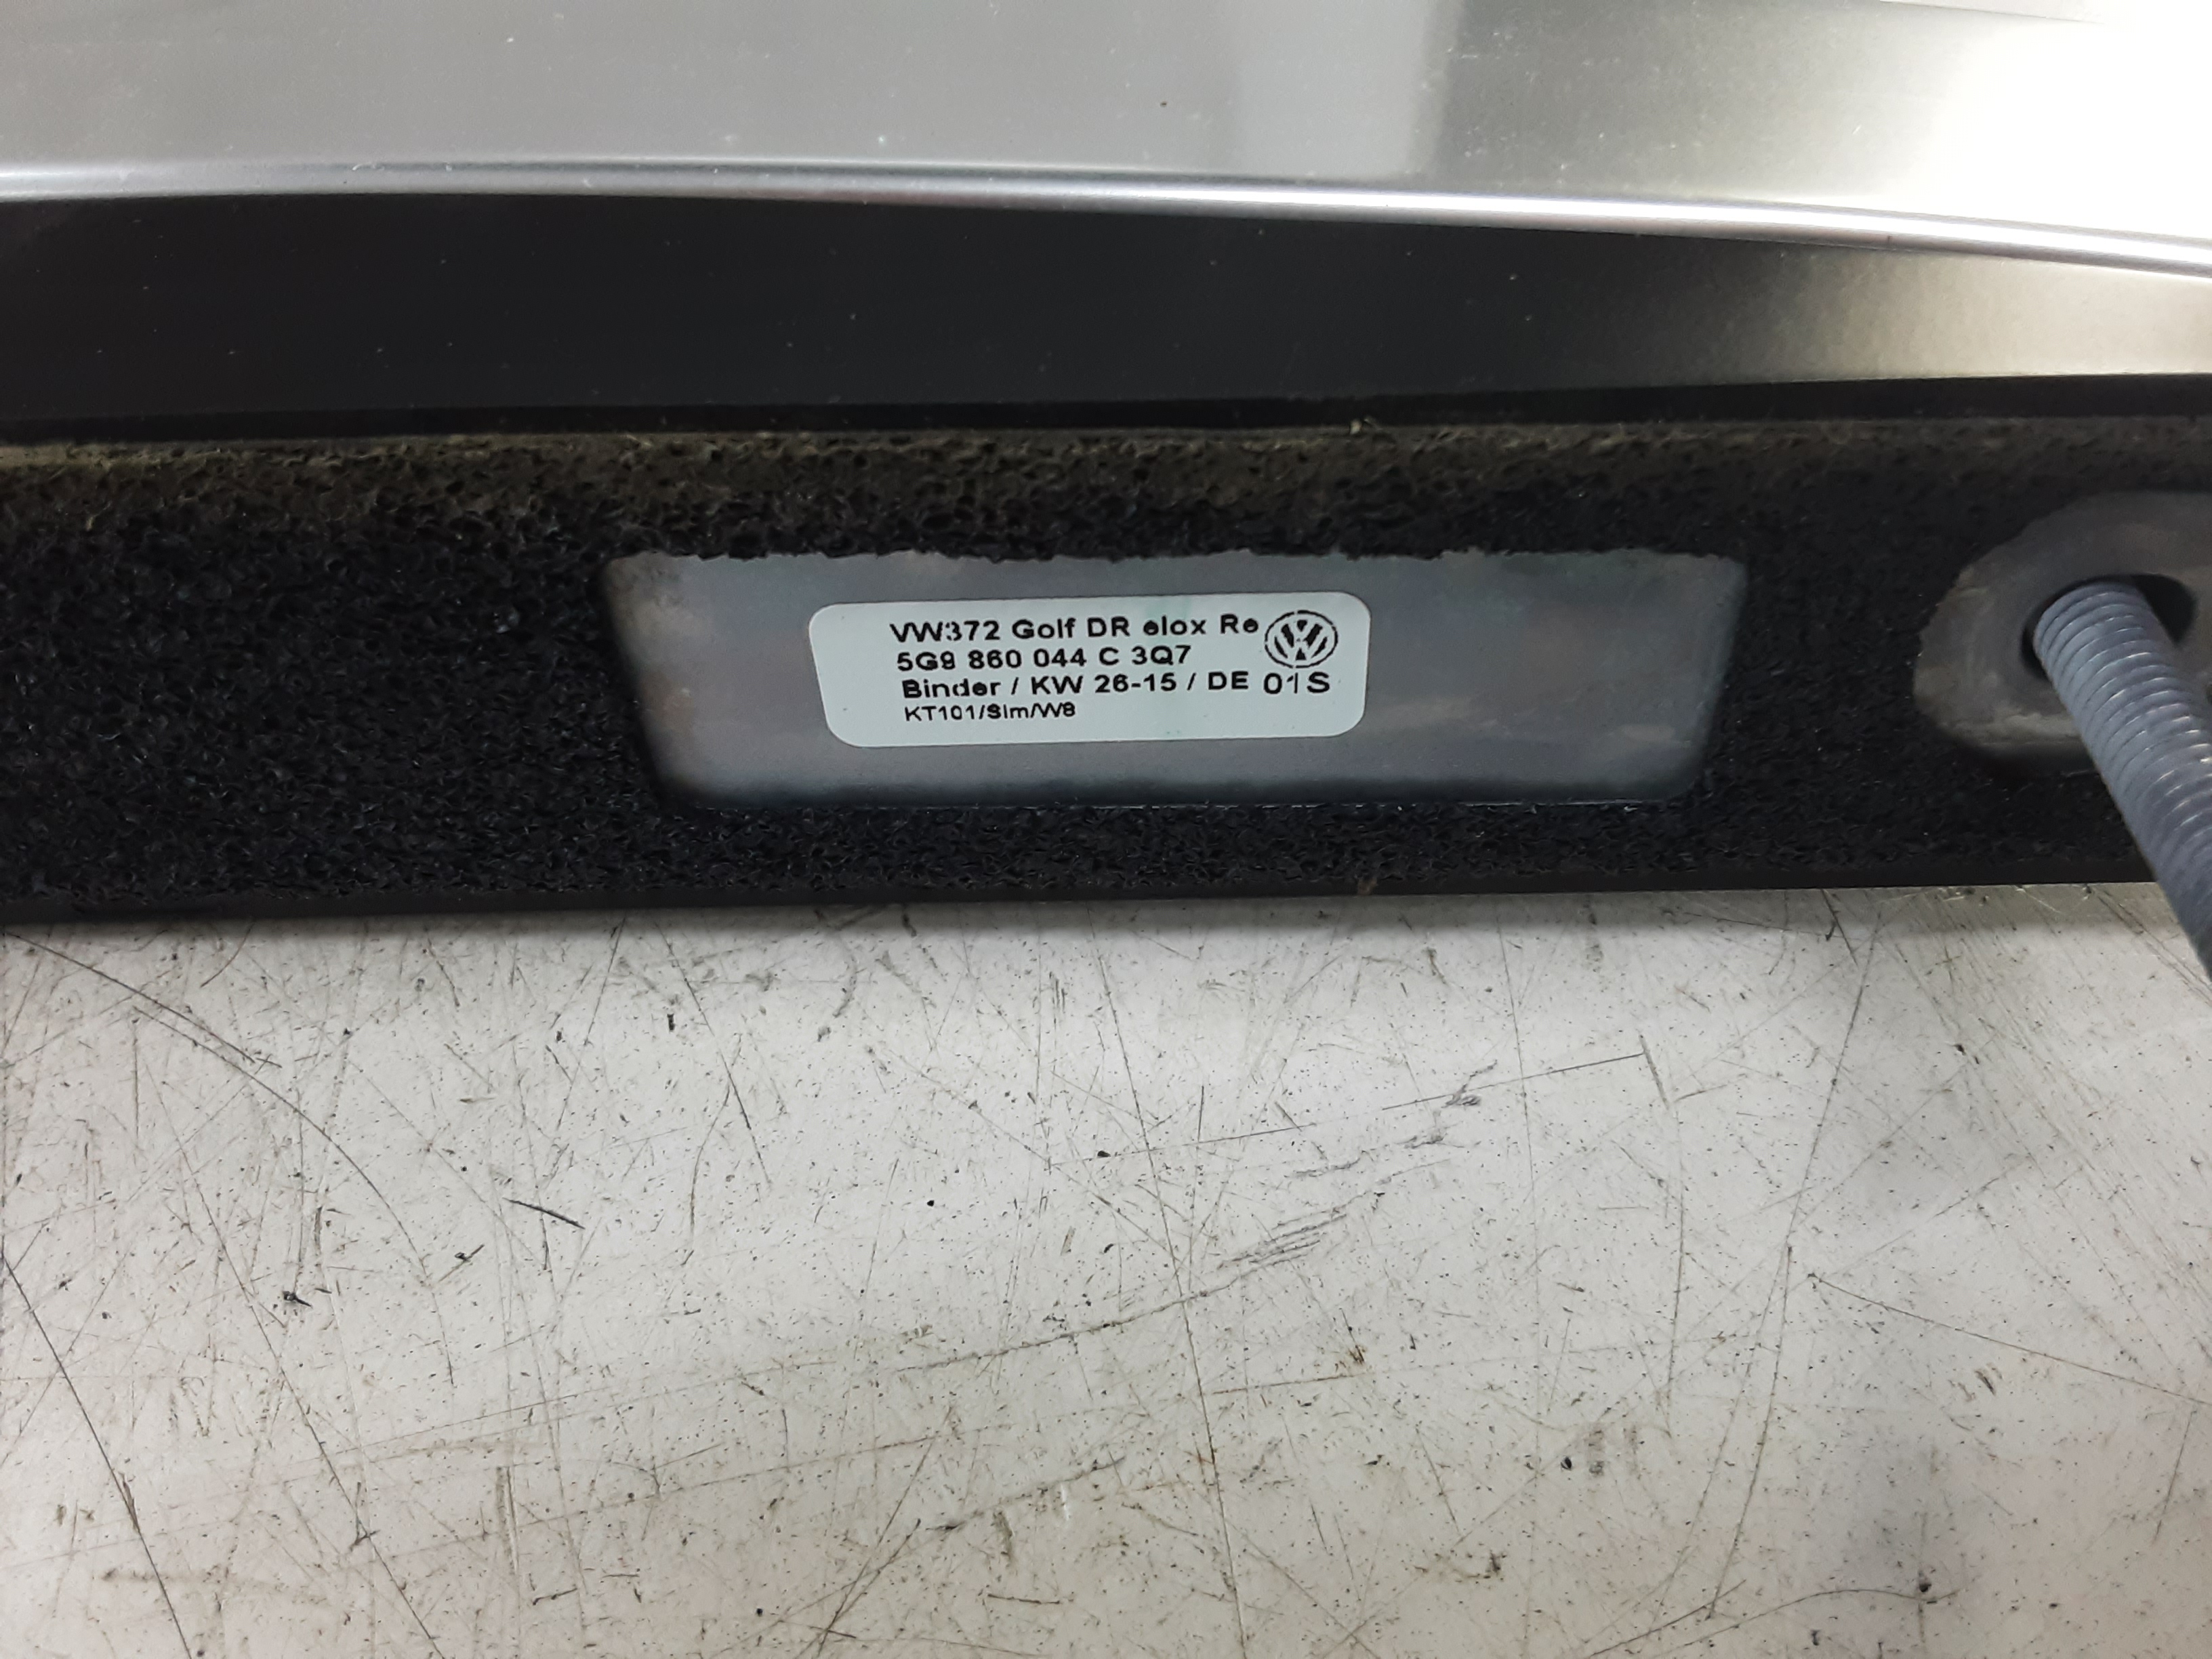 VW372 Golf DR elox Re
5G9 860 044 C 3Q7
Binder / KW 26-15 / DE 01S
KT101/Slm/W8